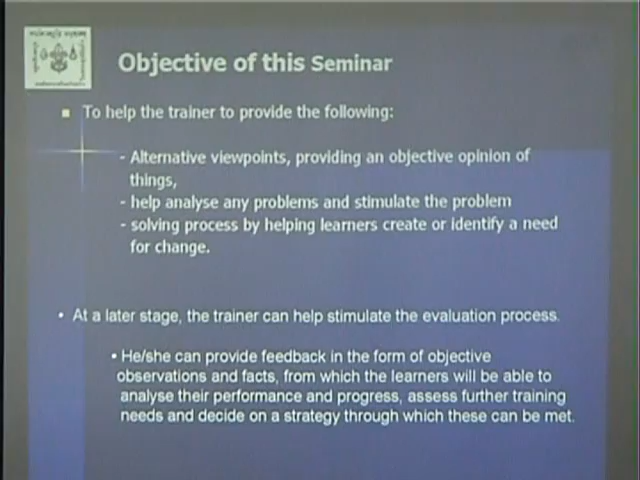 Objective of this Seminar
To help the trainer to provide the following:
- Alternative viewpoints, providing an objective opinion of
things,
- help analyse any problems and stimulate the problem
- solving process by helping learners create or identify a need
for change.
• At a later stage, the trainer can help stimulate the evaluation process.
• He/she can provide feedback in the form of objective
observations and facts, from which the learners will be able to
analyse their performance and progress, assess further training
needs and decide on a strategy through which these can be met.